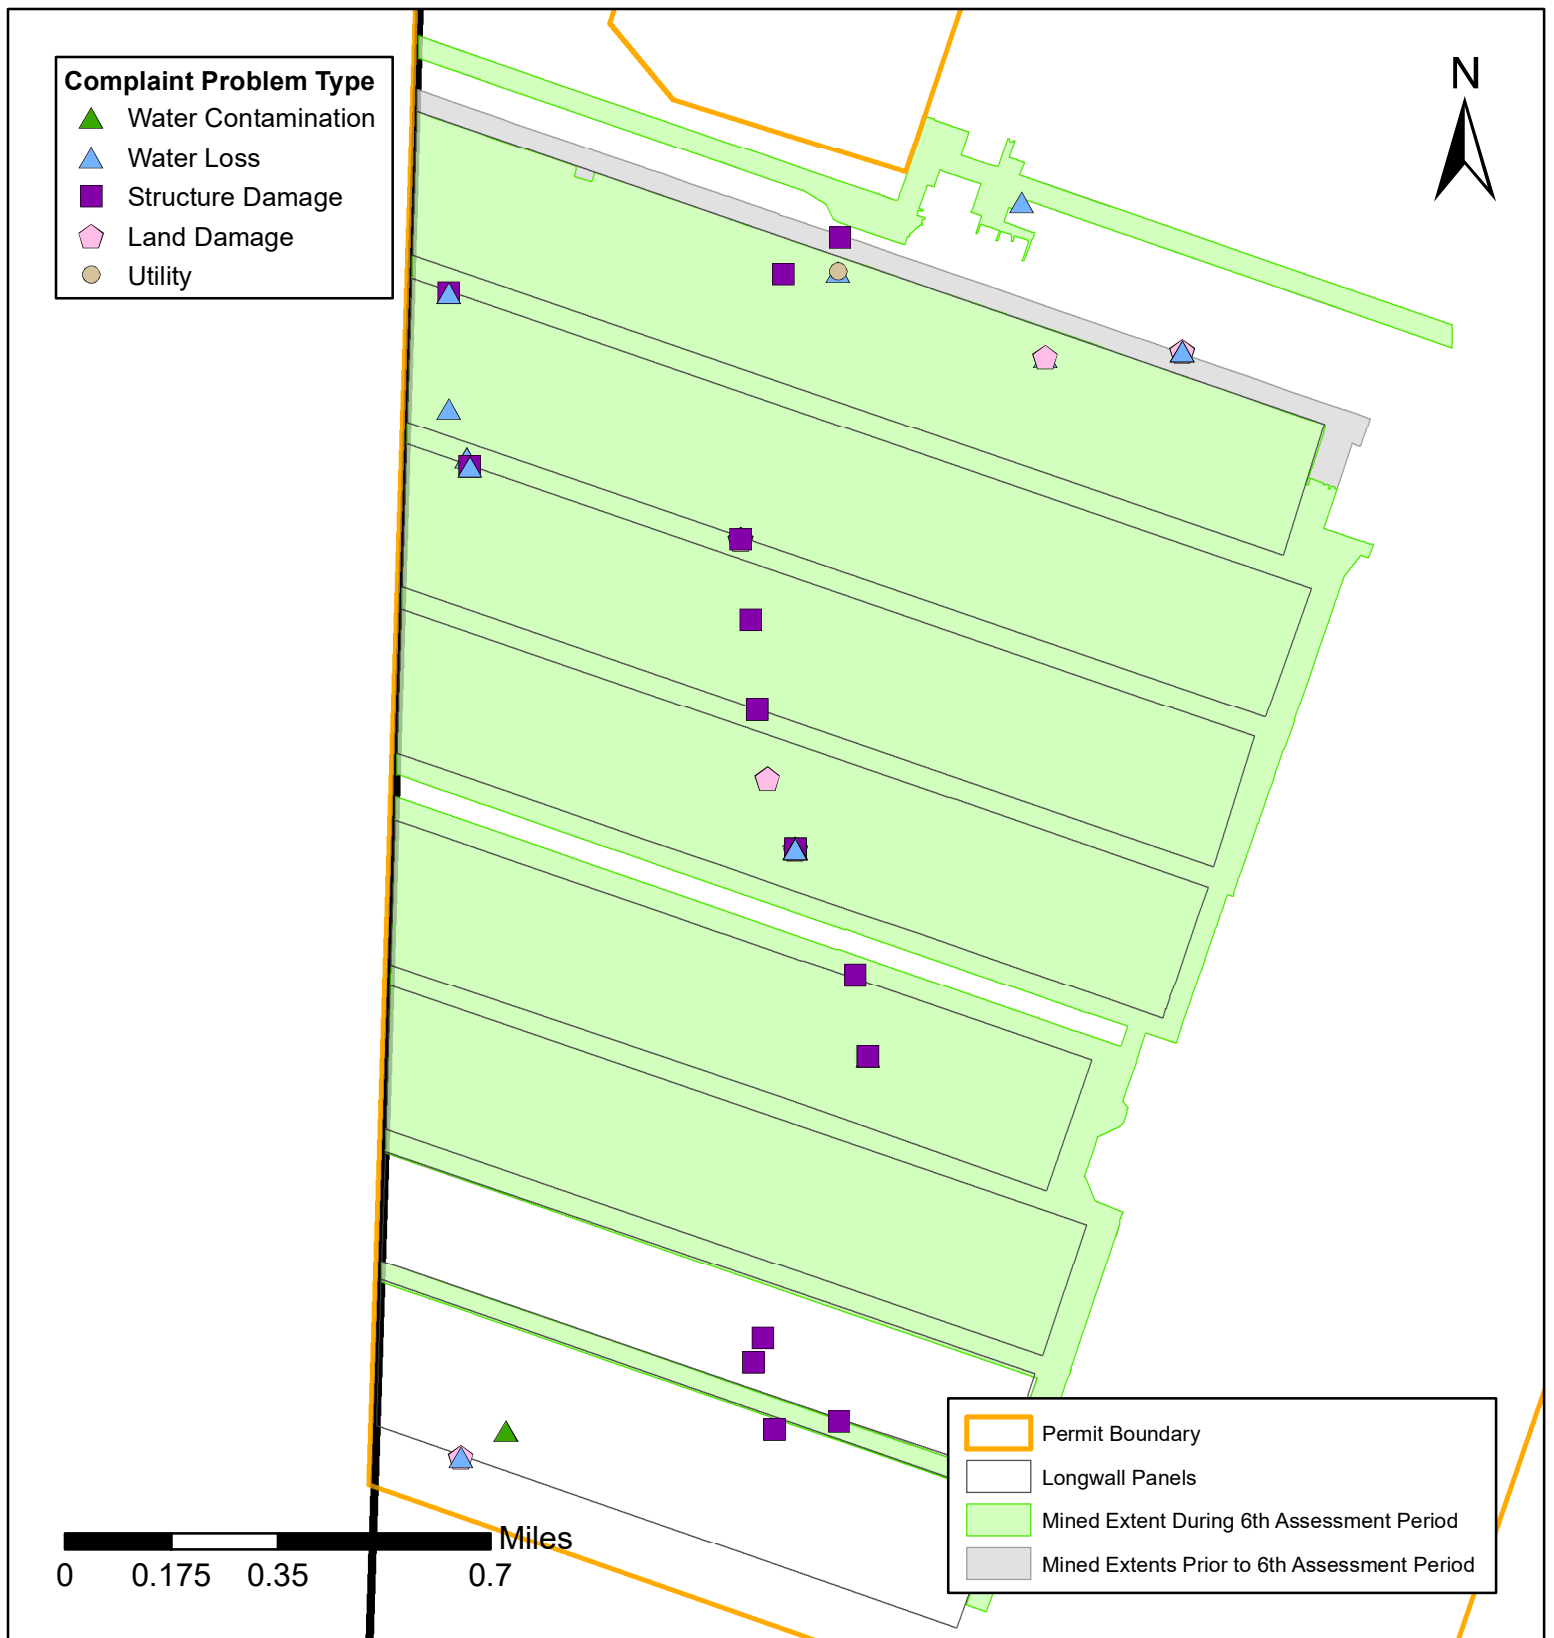 Complaint Problem Type
Water Contamination
Water Loss
Structure Damage
Land Damage
Utility
N
Permit Boundary
Longwall Panels
Mined Extent During 6th Assessment Period
Mined Extents Prior to 6th Assessment Period
Miles
0 0.175 0.35 0.7